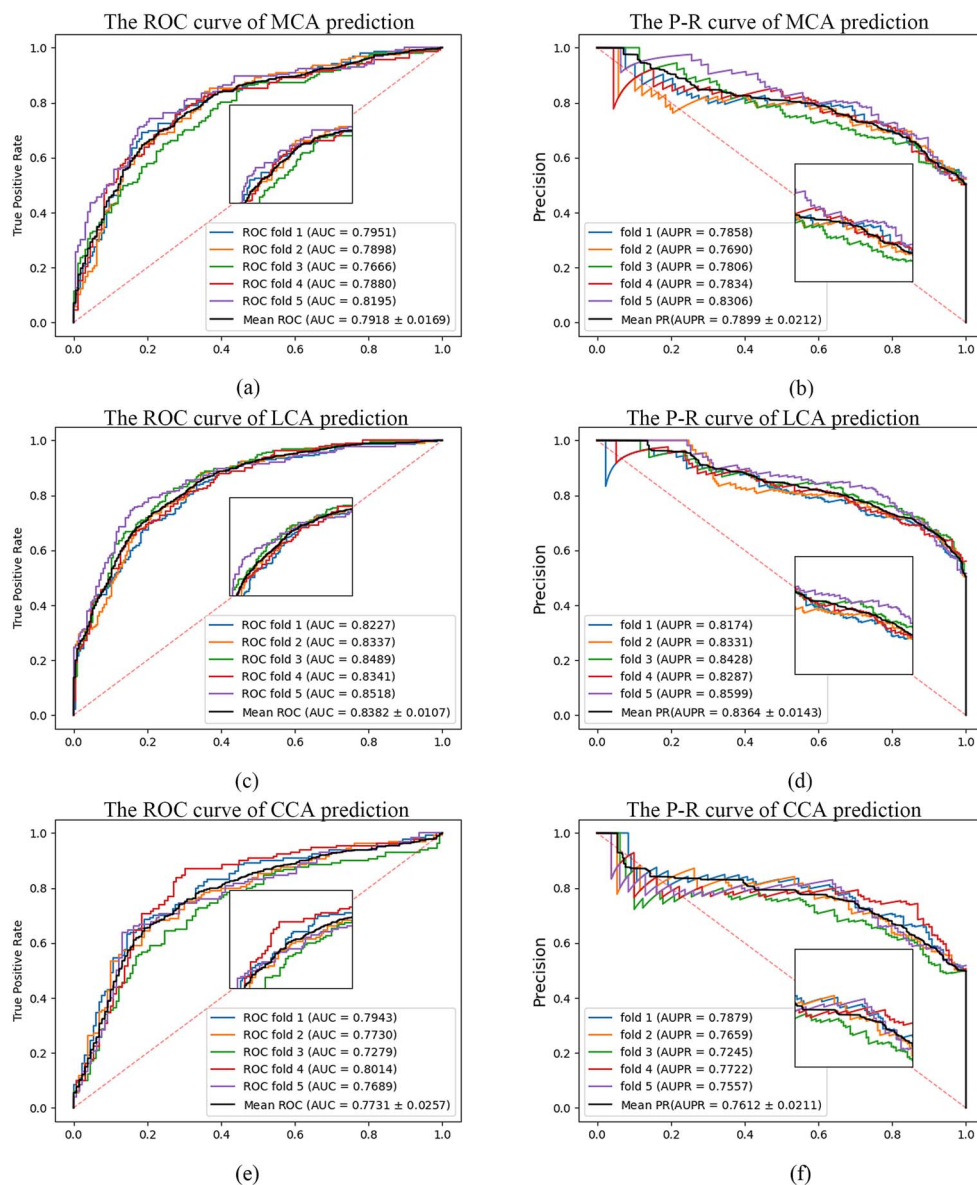 The ROC curve of MCA prediction
1.0
0.8
0.6
0.4
0.2
0.0
True Positive Rate
ROC fold 1 (AUC = 0.7951)
ROC fold 2 (AUC = 0.7898)
ROC fold 3 (AUC = 0.7666)
ROC fold 4 (AUC = 0.7880)
ROC fold 5 (AUC = 0.8195)
Mean ROC (AUC = 0.7918 ± 0.0169)
0.0 0.2 0.4 0.6 0.8 1.0
(a)
The P-R curve of MCA prediction
1.0
0.8
0.6
0.4
0.2
0.0
Precision
fold 1 (AUPR = 0.7858)
fold 2 (AUPR = 0.7690)
fold 3 (AUPR = 0.7806)
fold 4 (AUPR = 0.7834)
fold 5 (AUPR = 0.8306)
Mean PR(AUPR = 0.7899 ± 0.0212)
0.0 0.2 0.4 0.6 0.8 1.0
(b)
The ROC curve of LCA prediction
1.0
0.8
0.6
0.4
0.2
0.0
True Positive Rate
ROC fold 1 (AUC = 0.8227)
ROC fold 2 (AUC = 0.8337)
ROC fold 3 (AUC = 0.8489)
ROC fold 4 (AUC = 0.8341)
ROC fold 5 (AUC = 0.8518)
Mean ROC (AUC = 0.8382 ± 0.0107)
0.0 0.2 0.4 0.6 0.8 1.0
(c)
The P-R curve of LCA prediction
1.0
0.8
0.6
0.4
0.2
0.0
Precision
fold 1 (AUPR = 0.8174)
fold 2 (AUPR = 0.8331)
fold 3 (AUPR = 0.8428)
fold 4 (AUPR = 0.8287)
fold 5 (AUPR = 0.8599)
Mean PR(AUPR = 0.8364 ± 0.0143)
0.0 0.2 0.4 0.6 0.8 1.0
(d)
The ROC curve of CCA prediction
1.0
0.8
0.6
0.4
0.2
0.0
True Positive Rate
ROC fold 1 (AUC = 0.7943)
ROC fold 2 (AUC = 0.7730)
ROC fold 3 (AUC = 0.7279)
ROC fold 4 (AUC = 0.8014)
ROC fold 5 (AUC = 0.7689)
Mean ROC (AUC = 0.7731 ± 0.0257)
0.0 0.2 0.4 0.6 0.8 1.0
(e)
The P-R curve of CCA prediction
1.0
0.8
0.6
0.4
0.2
0.0
Precision
fold 1 (AUPR = 0.7879)
fold 2 (AUPR = 0.7659)
fold 3 (AUPR = 0.7245)
fold 4 (AUPR = 0.7722)
fold 5 (AUPR = 0.7557)
Mean PR(AUPR = 0.7612 ± 0.0211)
0.0 0.2 0.4 0.6 0.8 1.0
(f)